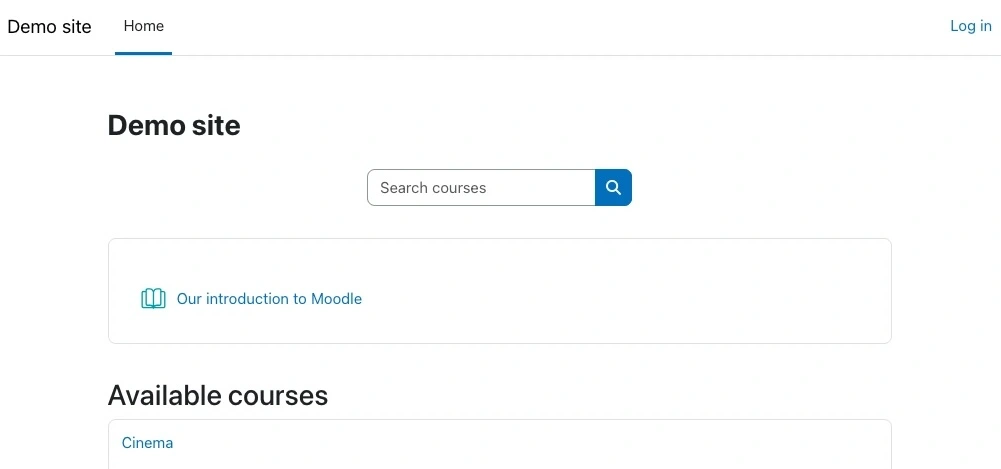 Demo site Home Log in
Demo site
Search courses
Our introduction to Moodle
Available courses
Cinema